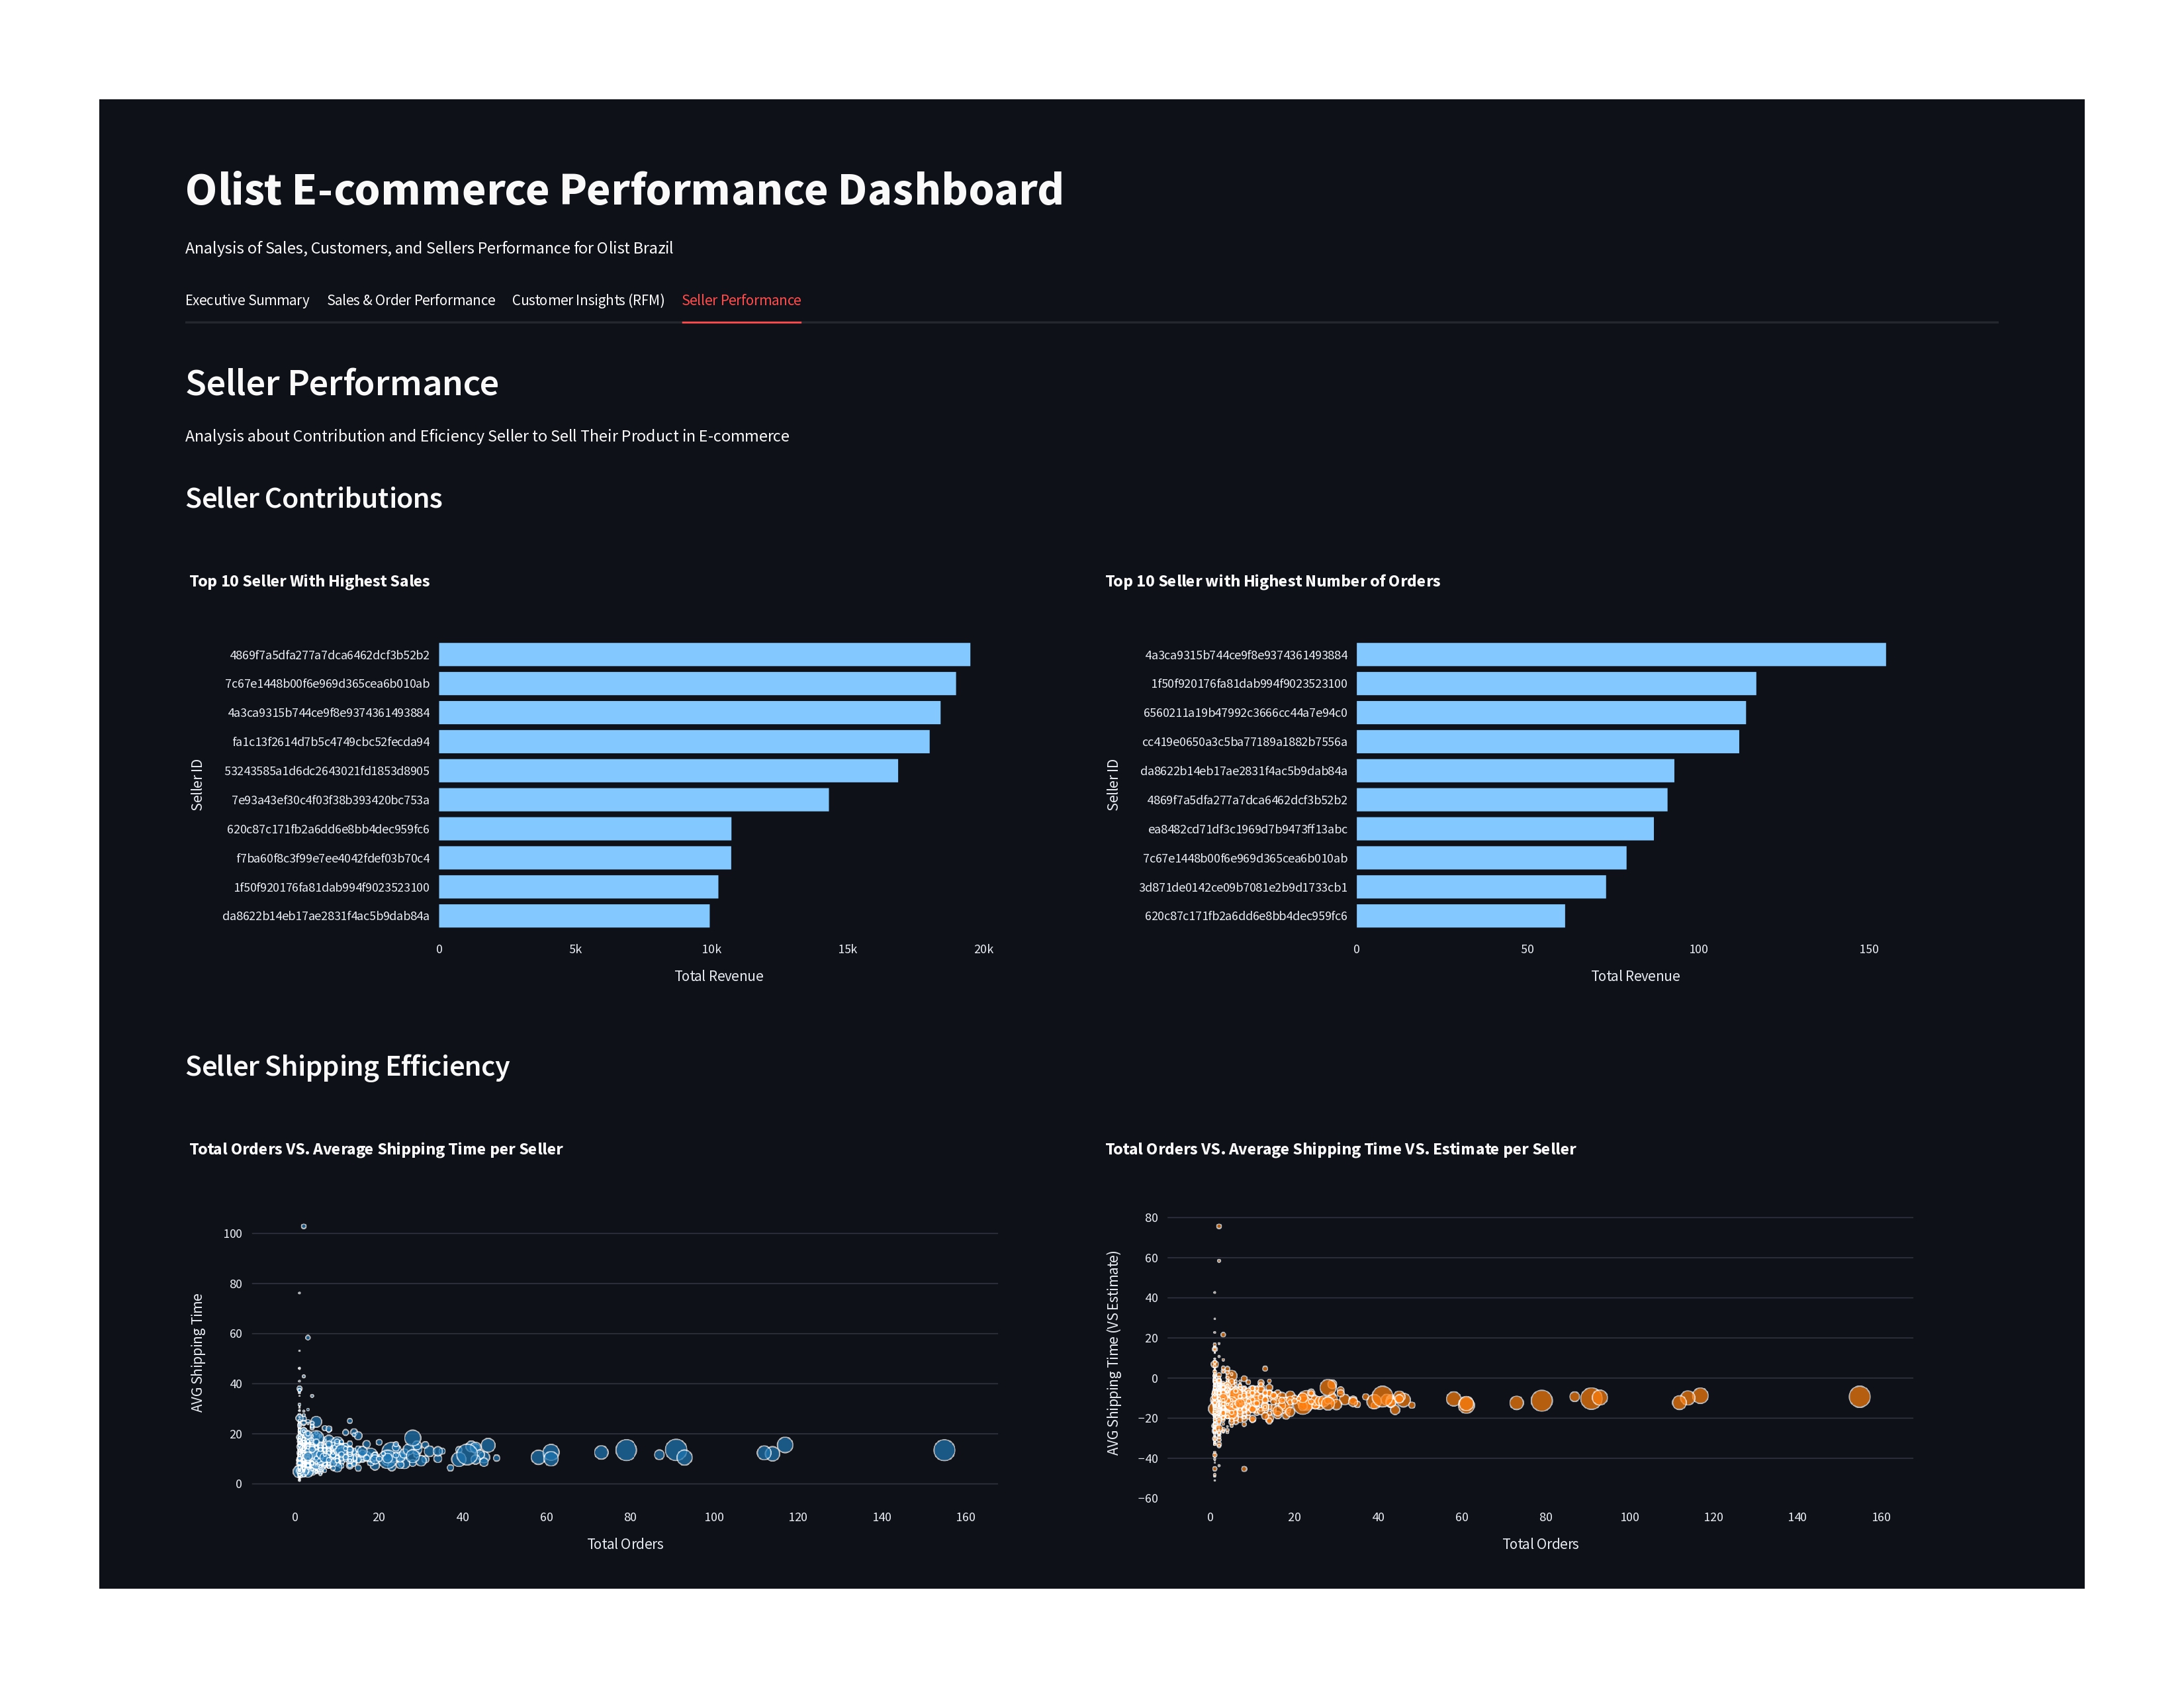 Olist E-commerce Performance Dashboard
Analysis of Sales, Customers, and Sellers Performance for Olist Brazil
Executive Summary Sales & Order Performance Customer Insights (RFM) Seller Performance
Seller Performance
Analysis about Contribution and Eficiency Seller to Sell Their Product in E-commerce
Seller Contributions
Top 10 Seller With Highest Sales
Seller ID
4869f7a5dfa277a7dca6462dcf3b52b2
7c67e1448b00f6e969d365cea6b010ab
4a3ca9315b744ce9f8e9374361493884
fa1c13f2614d7b5c4749cbc52fecda94
53243585a1d6dc2643021fd1853d8905
7e93a43ef30c4f03f38b393420bc753a
620c87c171fb2a6dd6e8bb4dec959fc6
f7ba60f8c3f99e7ee4042fdef03b70c4
1f50f920176fa81dab994f9023523100
da8622b14eb17ae2831f4ac5b9dab84a
0 5k 10k 15k 20k
Total Revenue
Top 10 Seller with Highest Number of Orders
Seller ID
4a3ca9315b744ce9f8e9374361493884
1f50f920176fa81dab994f9023523100
6560211a19b47992c3666cc44a7e94c0
cc419e0650a3c5ba77189a1882b7556a
da8622b14eb17ae2831f4ac5b9dab84a
4869f7a5dfa277a7dca6462dcf3b52b2
ea8482cd71df3c1969d7b9473ff13abc
7c67e1448b00f6e969d365cea6b010ab
3d871de0142ce09b7081e2b9d1733cb1
620c87c171fb2a6dd6e8bb4dec959fc6
0 50 100 150
Total Revenue
Seller Shipping Efficiency
Total Orders VS. Average Shipping Time per Seller
AVG Shipping Time
100
80
60
40
20
0
0 20 40 60 80 100 120 140 160
Total Orders
Total Orders VS. Average Shipping Time VS. Estimate per Seller
AVG Shipping Time (VS Estimate)
80
60
40
20
0
−20
−40
−60
0 20 40 60 80 100 120 140 160
Total Orders